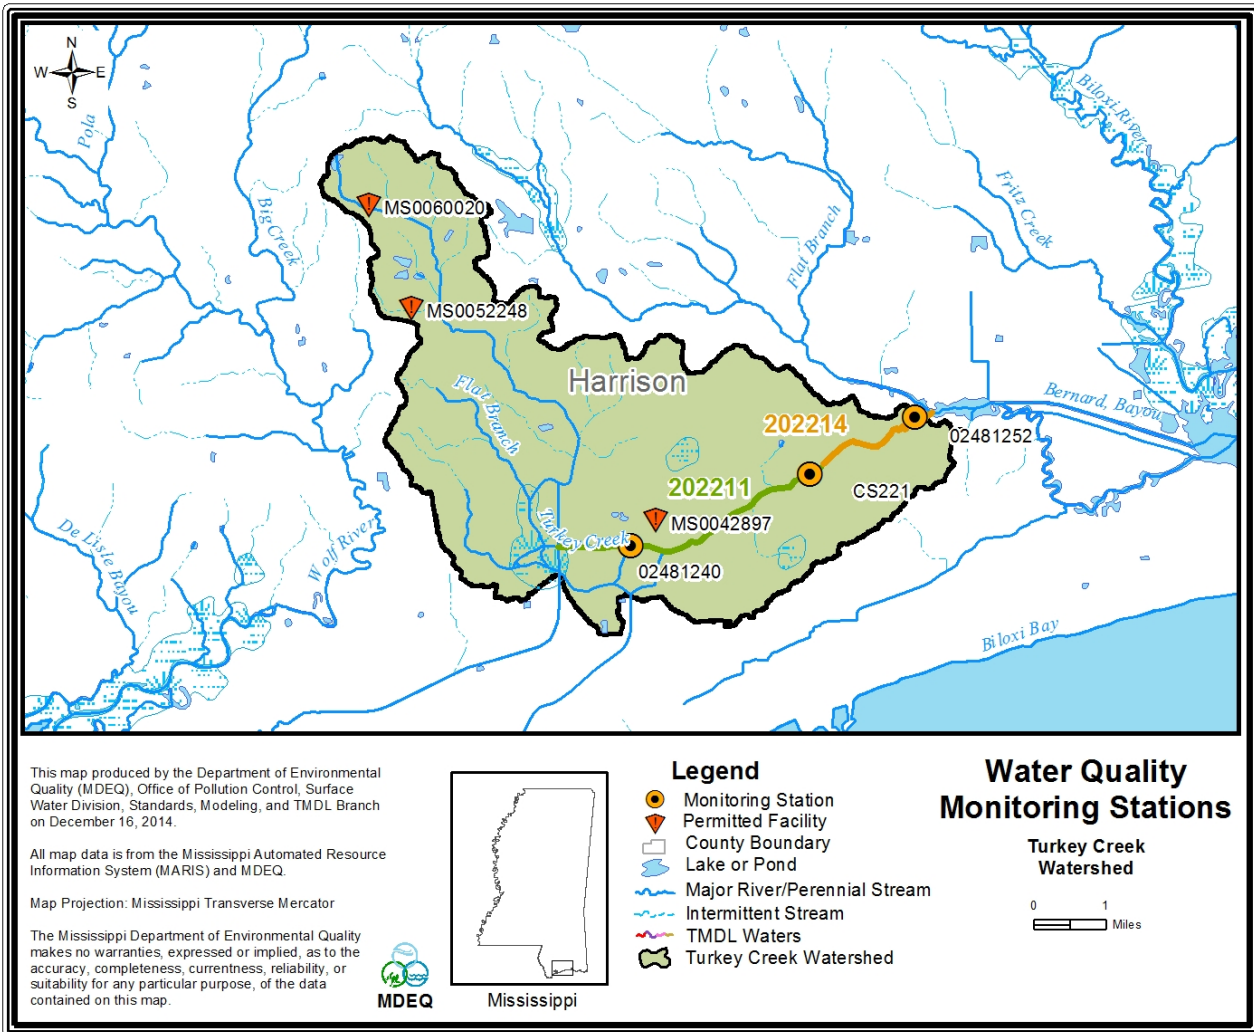 N
W E
S
Pola
Big Creek
Biloxi River
Fritz Creek
Flat Branch
MS0060020
MS0052248
Harrison
Flat Branch
Bernard, Bayou
202214
02481252
202211
CS221
MS0042897
Turkey Creek
02481240
De Lisle Bayou
Wolf River
Biloxi Bay
This map produced by the Department of Environmental
Quality (MDEQ), Office of Pollution Control, Surface
Water Division, Standards, Modeling, and TMDL Branch
on December 16, 2014.
All map data is from the Mississippi Automated Resource
Information System (MARIS) and MDEQ.
Map Projection: Mississippi Transverse Mercator
The Mississippi Department of Environmental Quality
makes no warranties, expressed or implied, as to the
accuracy, completeness, currentness, reliability, or
suitability for any particular purpose, of the data
contained on this map.
MDEQ
Mississippi
Legend
Monitoring Station
Permitted Facility
County Boundary
Lake or Pond
Major River/Perennial Stream
Intermittent Stream
TMDL Waters
Turkey Creek Watershed
Water Quality
Monitoring Stations
Turkey Creek
Watershed
0 1
Miles